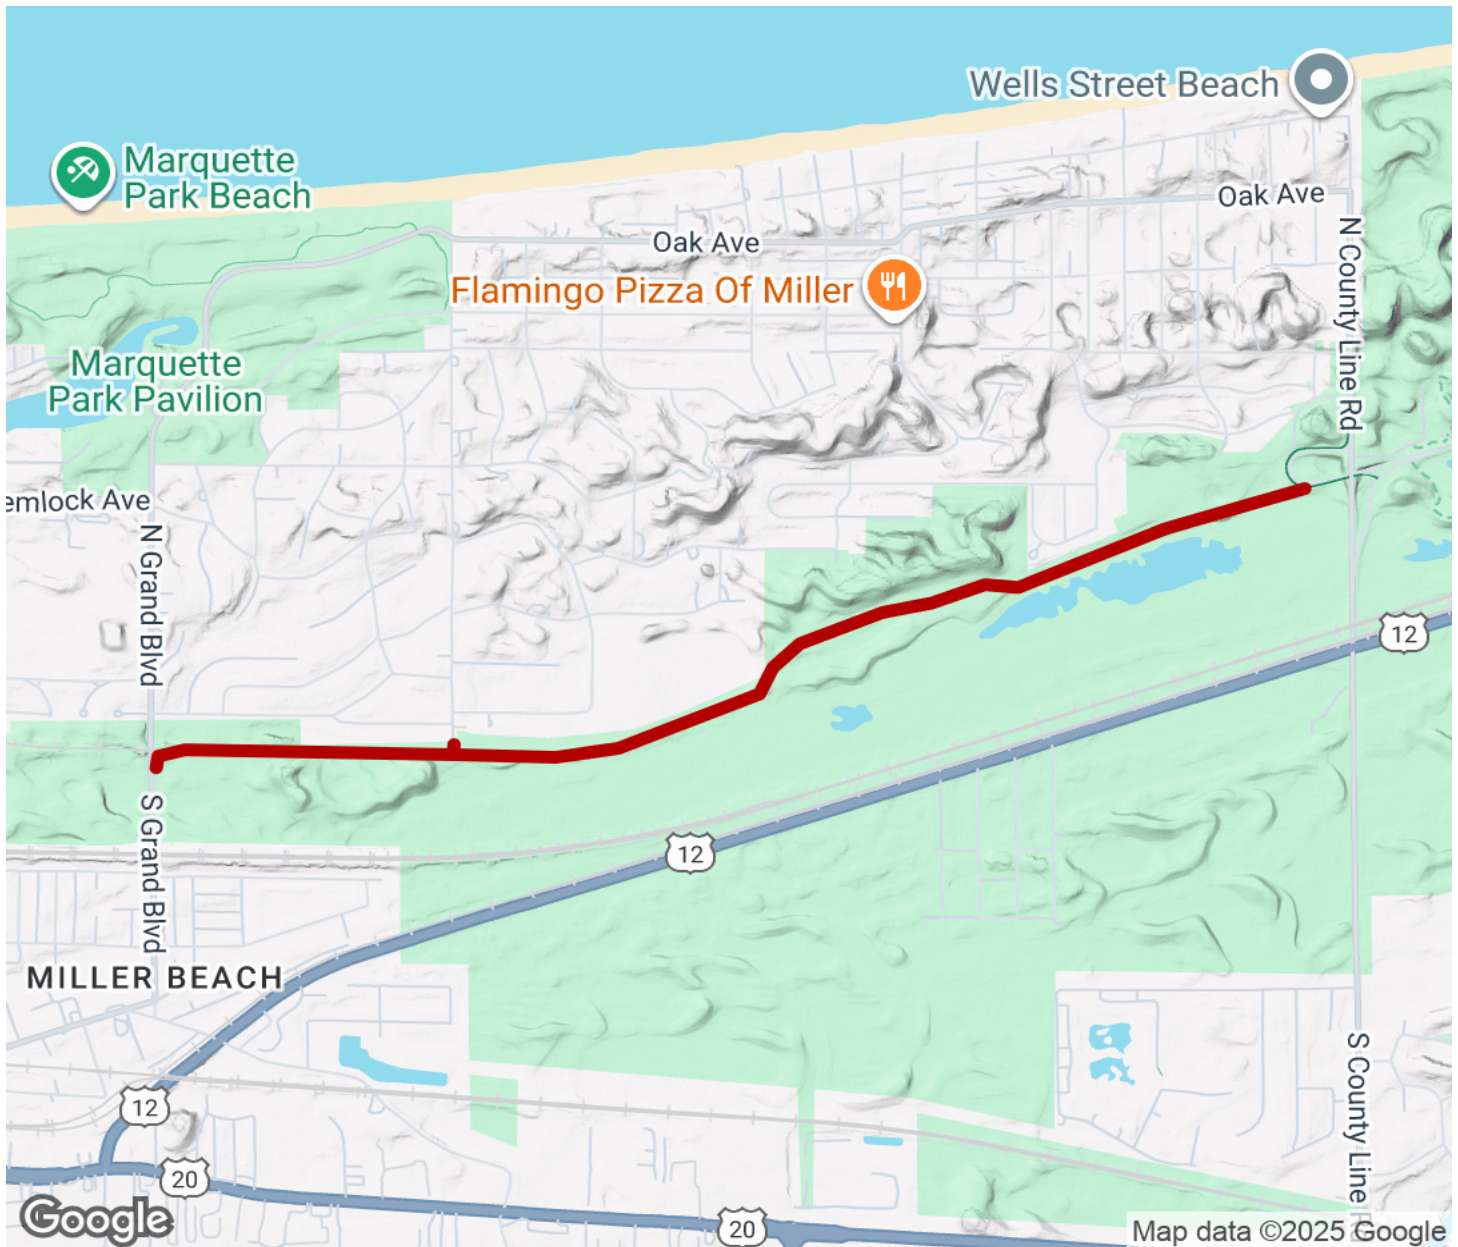 Wells Street Beach
Marquette
Park Beach
Oak Ave
Oak Ave
N County Line Rd
Flamingo Pizza Of Miller
Marquette
Park Pavilion
emlock Ave
N Grand Blvd
12
S Grand Blvd
12
MILLER BEACH
S County Line R
12
20
20
Google
Map data ©2025 Google